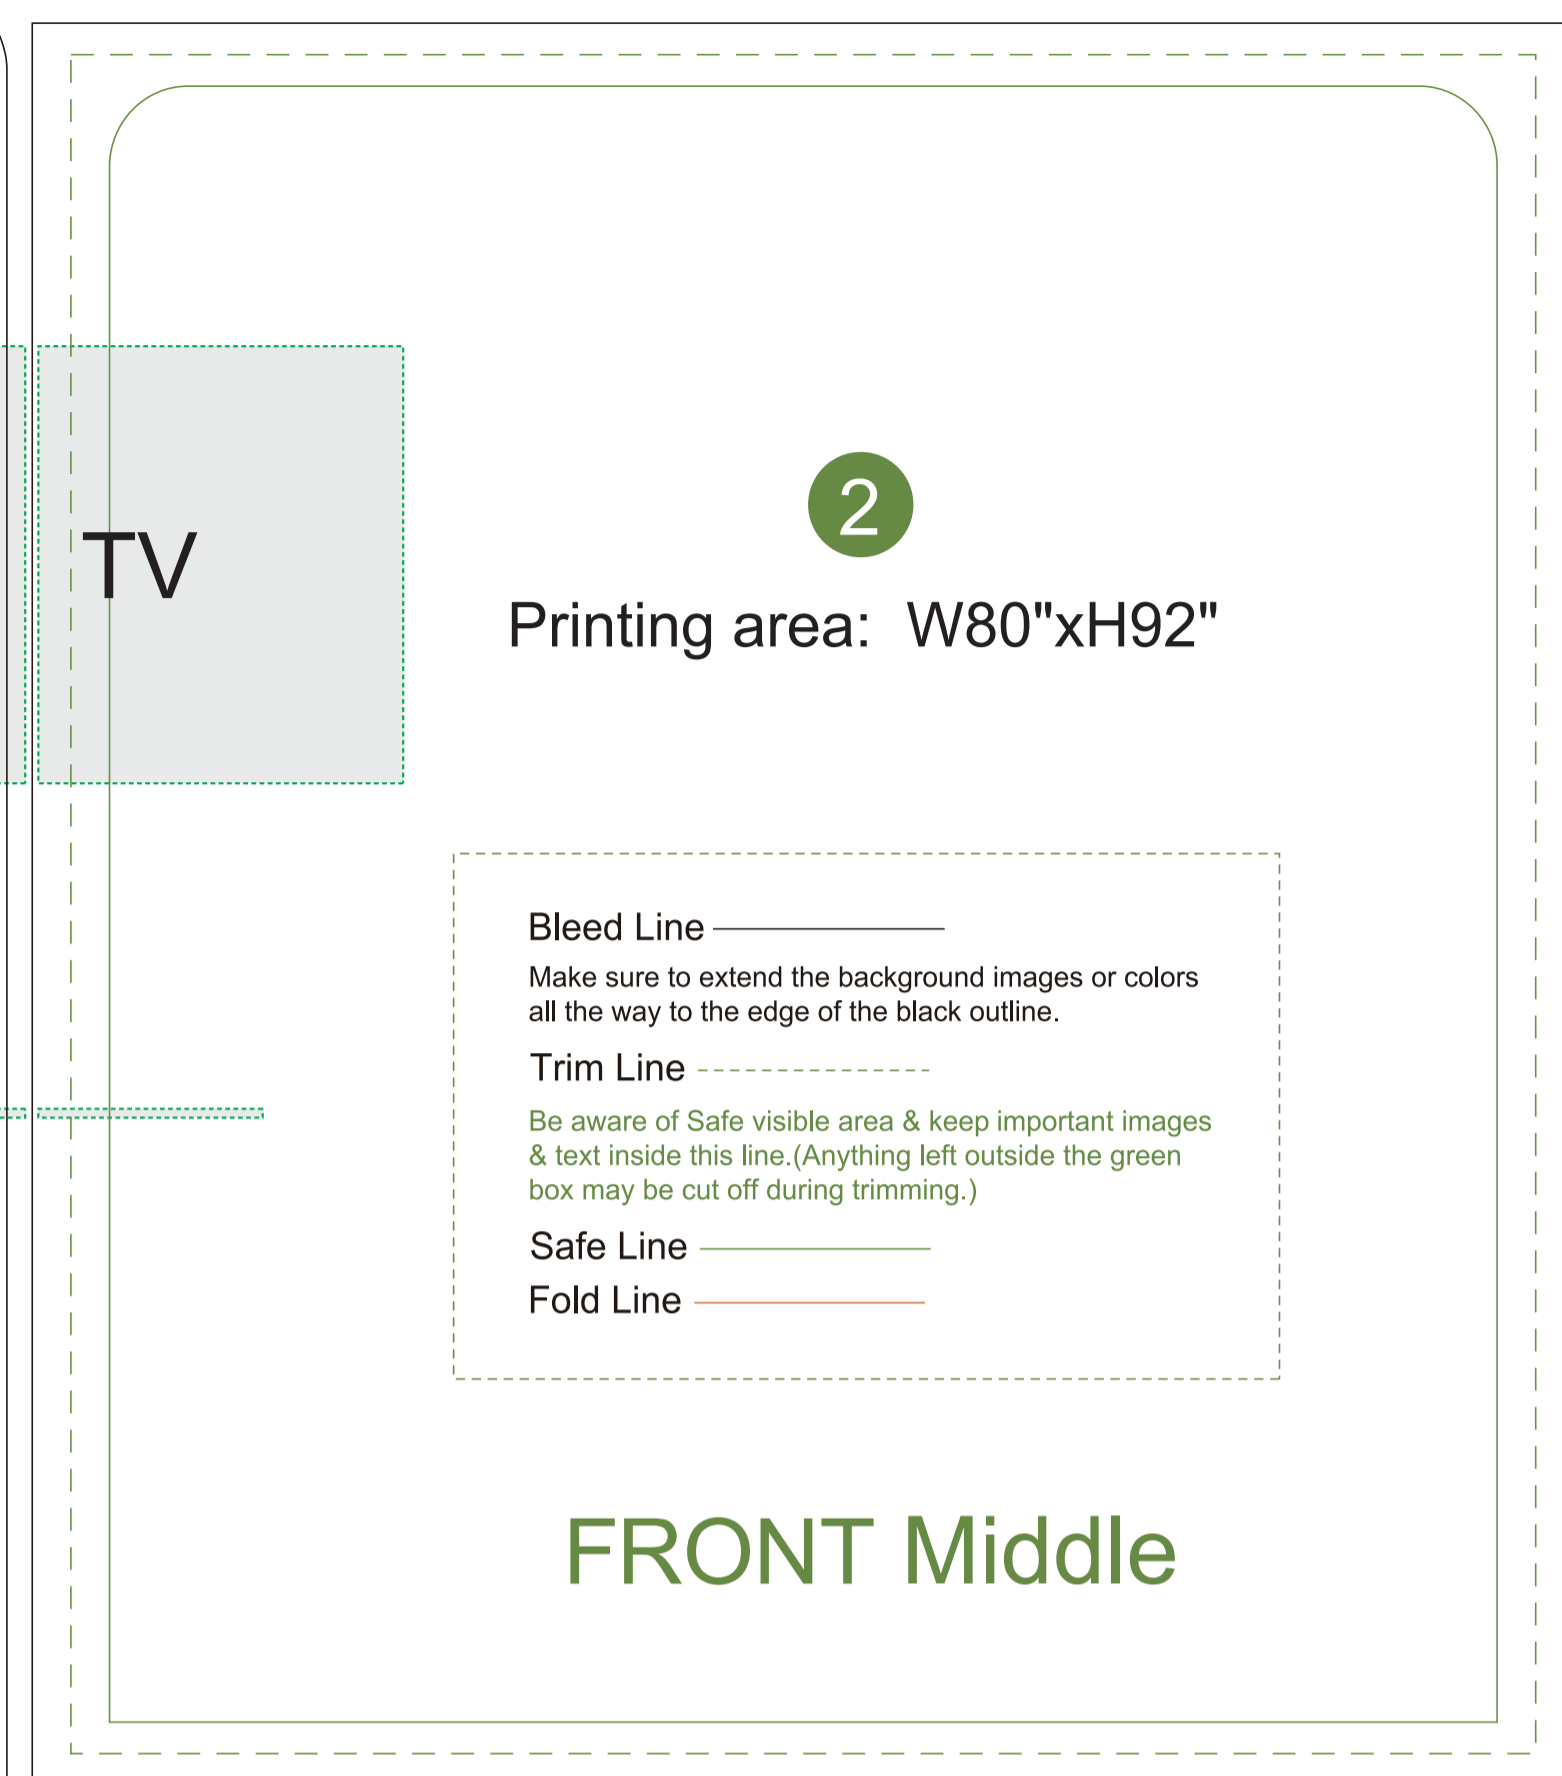 2
TV
Printing area: W80"xH92"
Bleed Line
Make sure to extend the background images or colors
all the way to the edge of the black outline.
Trim Line
Be aware of Safe visible area & keep important images
& text inside this line.(Anything left outside the green
box may be cut off during trimming.)
Safe Line
Fold Line
FRONT Middle